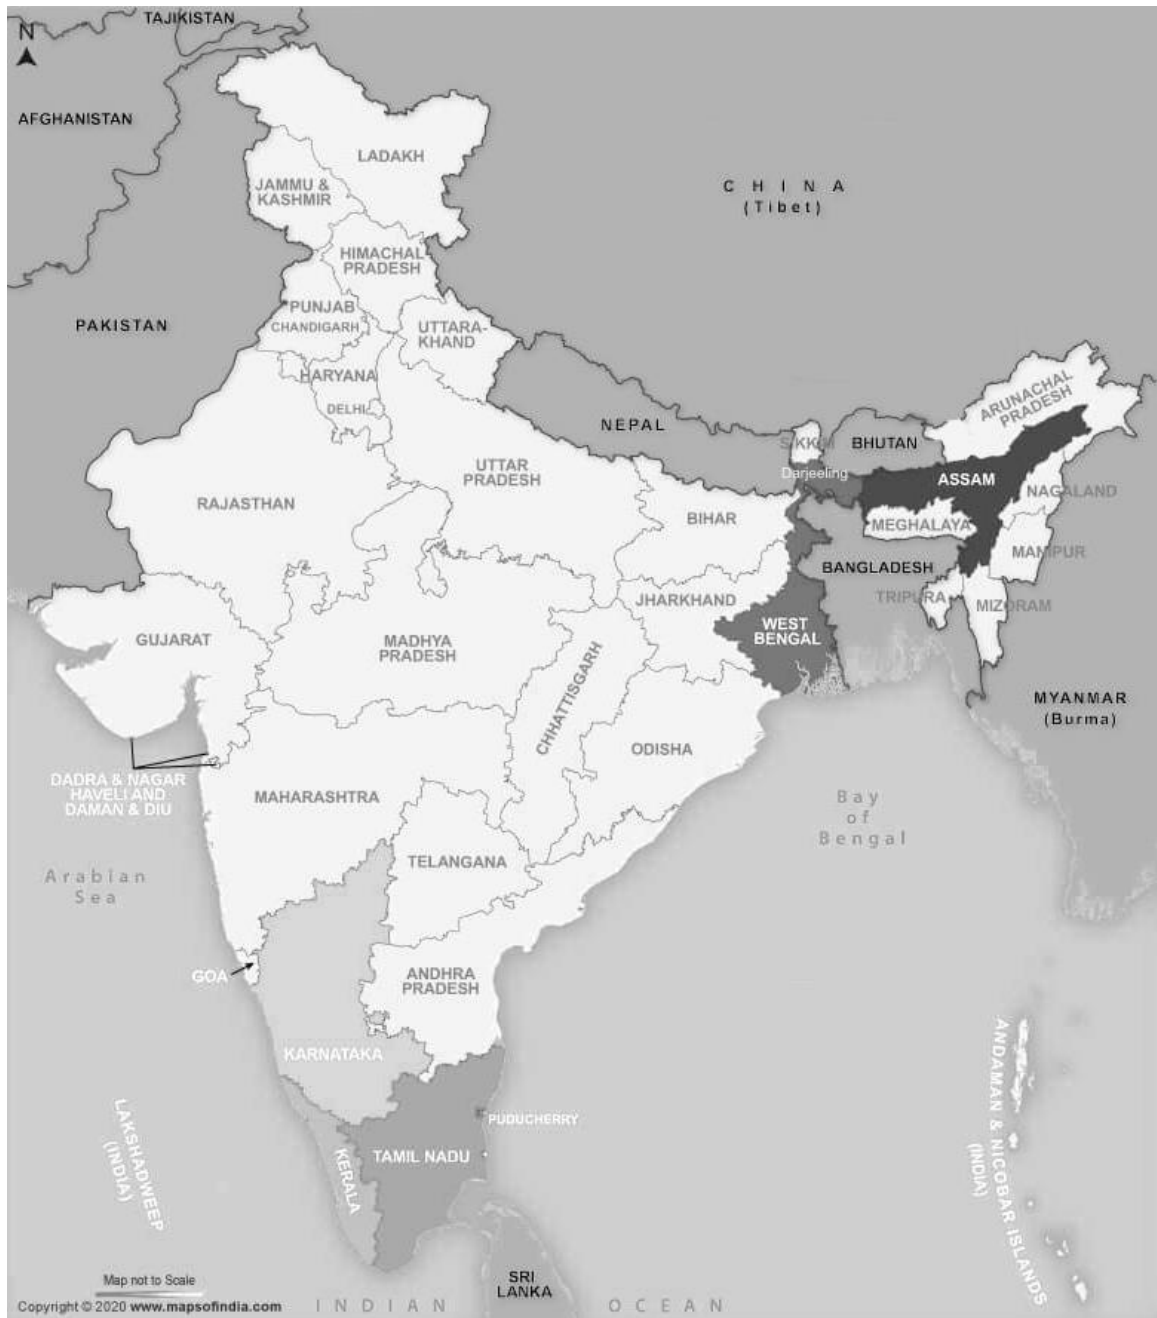 TAJIKISTAN
N
AFGHANISTAN
LADAKH
JAMMU &
KASHMIR
C H I N A
(Tibet)
HIMACHAL
PRADESH
PUNJAB
CHANDIGARH
PAKISTAN
UTTARA-
KHAND
HARYANA
DELHI
ARUNACHAL
PRADESH
NEPAL
SIKKIM
BHUTAN
Darjeeling
UTTAR
PRADESH
ASSAM
NAGALAND
RAJASTHAN
BIHAR
MEGHALAYA
MANIPUR
BANGLADESH
JHARKHAND
TRIPURA
MIZORAM
WEST
BENGAL
GUJARAT
MADHYA
PRADESH
CHHATTISGARH
MYANMAR
(Burma)
ODISHA
DADRA & NAGAR
HAVELI AND
DAMAN & DIU
MAHARASHTRA
Bay
of
Bengal
TELANGANA
Arabian
Sea
GOA
ANDHRA
PRADESH
KARNATAKA
ANDAMAN & NICOBAR ISLANDS
(INDIA)
LAKSHADWEEP
(INDIA)
PUDUCHERRY
KERALA
TAMIL NADU
SRI
LANKA
Map not to Scale
Copyright © 2020 www.mapsofindia.com
INDIAN OCEAN